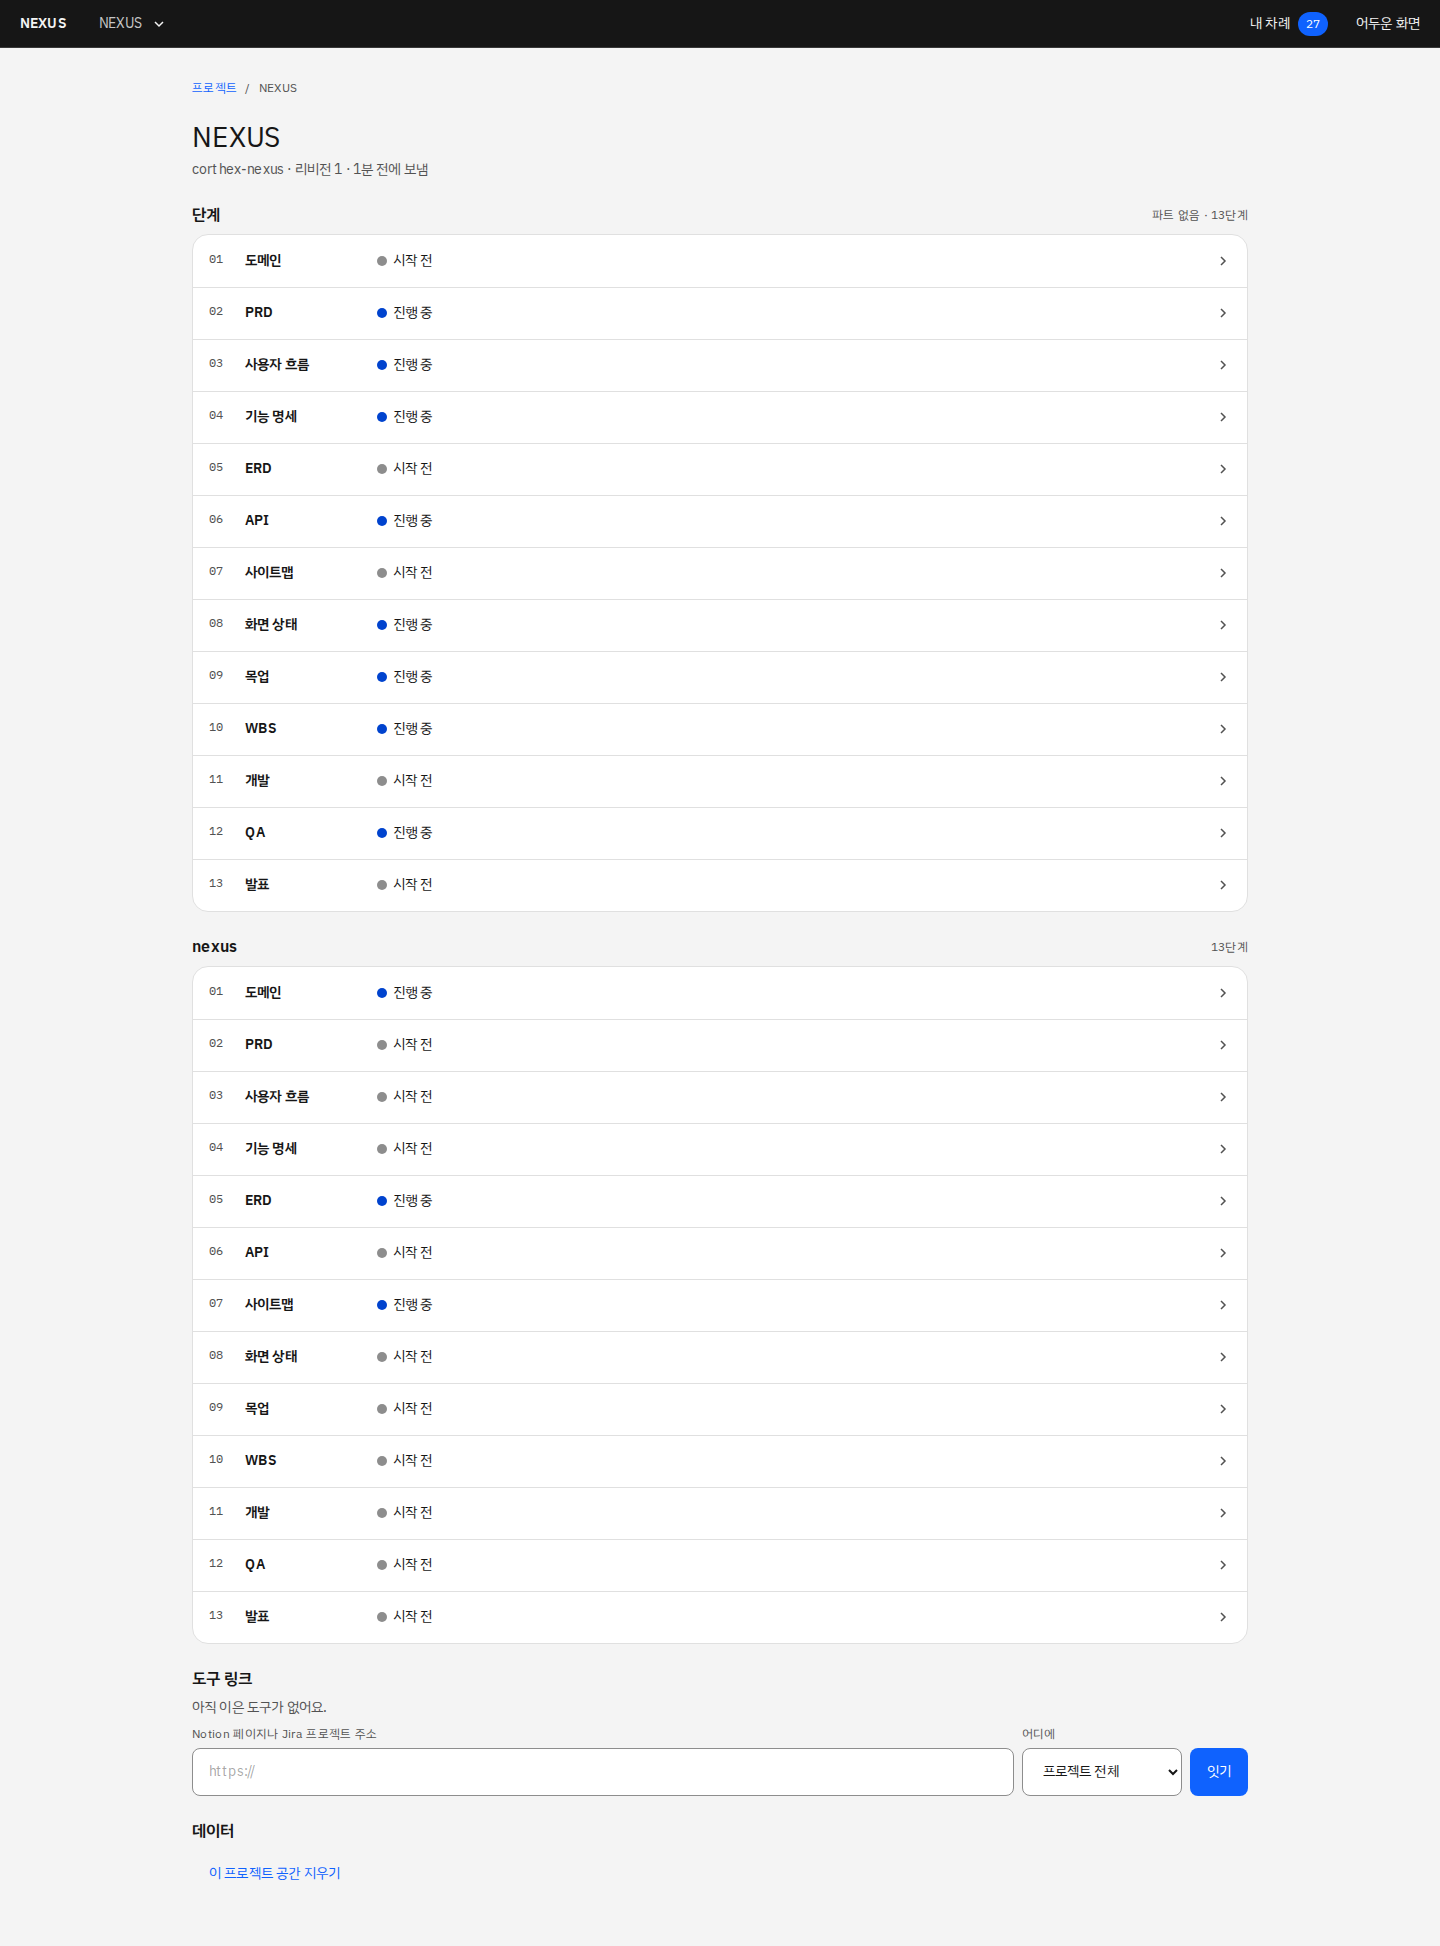 NEXUS NEXUS 내 차례 27 어두운 화면
프로젝트 / NEXUS
NEXUS
corthex-nexus · 리비전 1 · 1분 전에 보냄
단계 파트 없음 · 13단계
01 도메인 시작 전
02 PRD 진행 중
03 사용자 흐름 진행 중
04 기능 명세 진행 중
05 ERD 시작 전
06 API 진행 중
07 사이트맵 시작 전
08 화면 상태 진행 중
09 목업 진행 중
10 WBS 진행 중
11 개발 시작 전
12 QA 진행 중
13 발표 시작 전
nexus 13단계
01 도메인 진행 중
02 PRD 시작 전
03 사용자 흐름 시작 전
04 기능 명세 시작 전
05 ERD 진행 중
06 API 시작 전
07 사이트맵 진행 중
08 화면 상태 시작 전
09 목업 시작 전
10 WBS 시작 전
11 개발 시작 전
12 QA 시작 전
13 발표 시작 전
도구 링크
아직 이은 도구가 없어요.
Notion 페이지나 Jira 프로젝트 주소 어디에
https:// 프로젝트 전체 잇기
데이터
이 프로젝트 공간 지우기